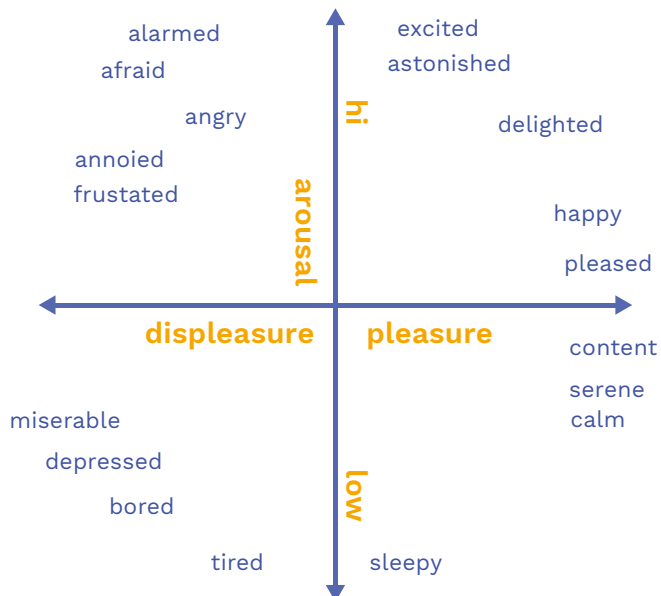 alarmed
excited
afraid
astonished
hi
angry
delighted
annoied
frustated
arousal
happy
pleased
displeasure
pleasure
content
serene
miserable
calm
depressed
low
bored
tired
sleepy